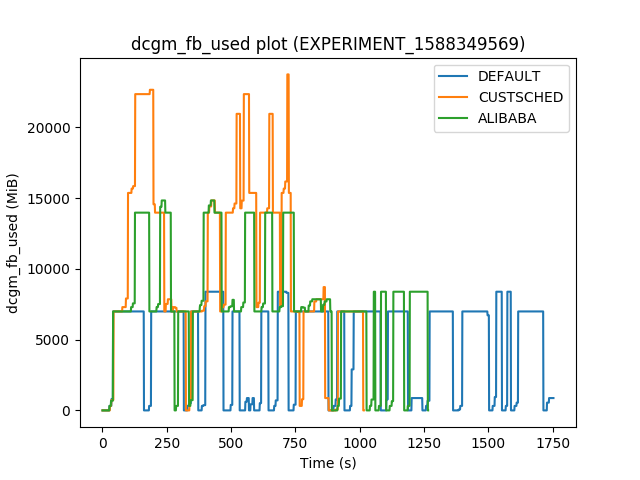 dcgm_fb_used plot (EXPERIMENT_1588349569)
DEFAULT
CUSTSCHED
ALIBABA
dcgm_fb_used (MiB)
20000
15000
10000
5000
0
0 250 500 750 1000 1250 1500 1750
Time (s)